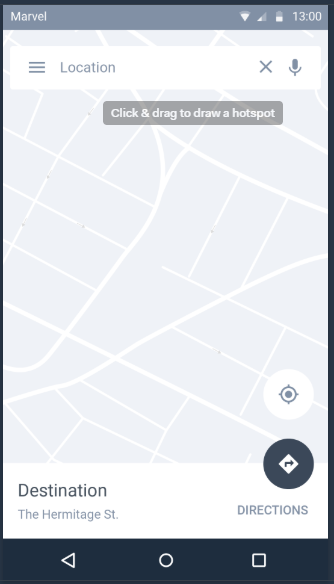 Marvel 13:00
Location
Click & drag to draw a hotspot
Destination
The Hermitage St.
DIRECTIONS